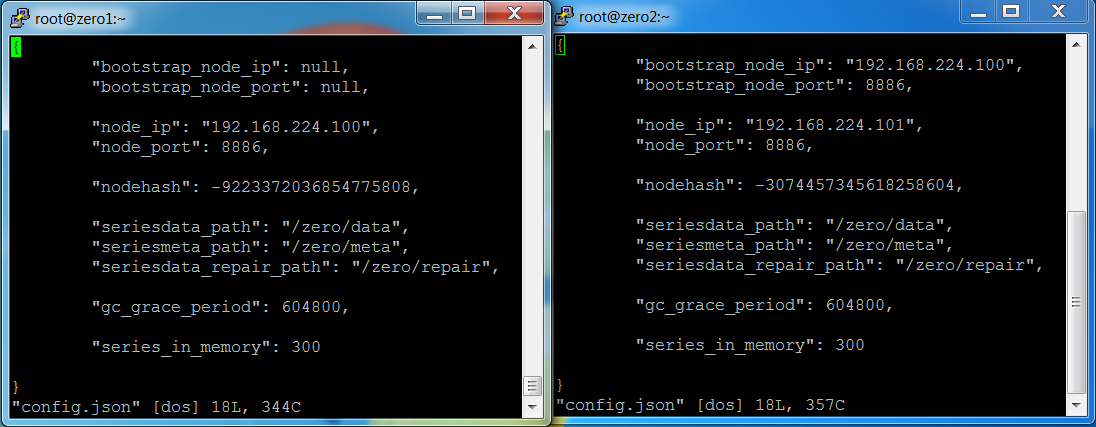 root@zero1:~
{
"bootstrap_node_ip": null,
"bootstrap_node_port": null,
"node_ip": "192.168.224.100",
"node_port": 8886,
"nodehash": -9223372036854775808,
"seriesdata_path": "/zero/data",
"seriesmeta_path": "/zero/meta",
"seriesdata_repair_path": "/zero/repair",
"gc_grace_period": 604800,
"series_in_memory": 300
}
"config.json" [dos] 18L, 344C
root@zero2:~
{
"bootstrap_node_ip": "192.168.224.100",
"bootstrap_node_port": 8886,
"node_ip": "192.168.224.101",
"node_port": 8886,
"nodehash": -3074457345618258604,
"seriesdata_path": "/zero/data",
"seriesmeta_path": "/zero/meta",
"seriesdata_repair_path": "/zero/repair",
"gc_grace_period": 604800,
"series_in_memory": 300
}
"config.json" [dos] 18L, 357C